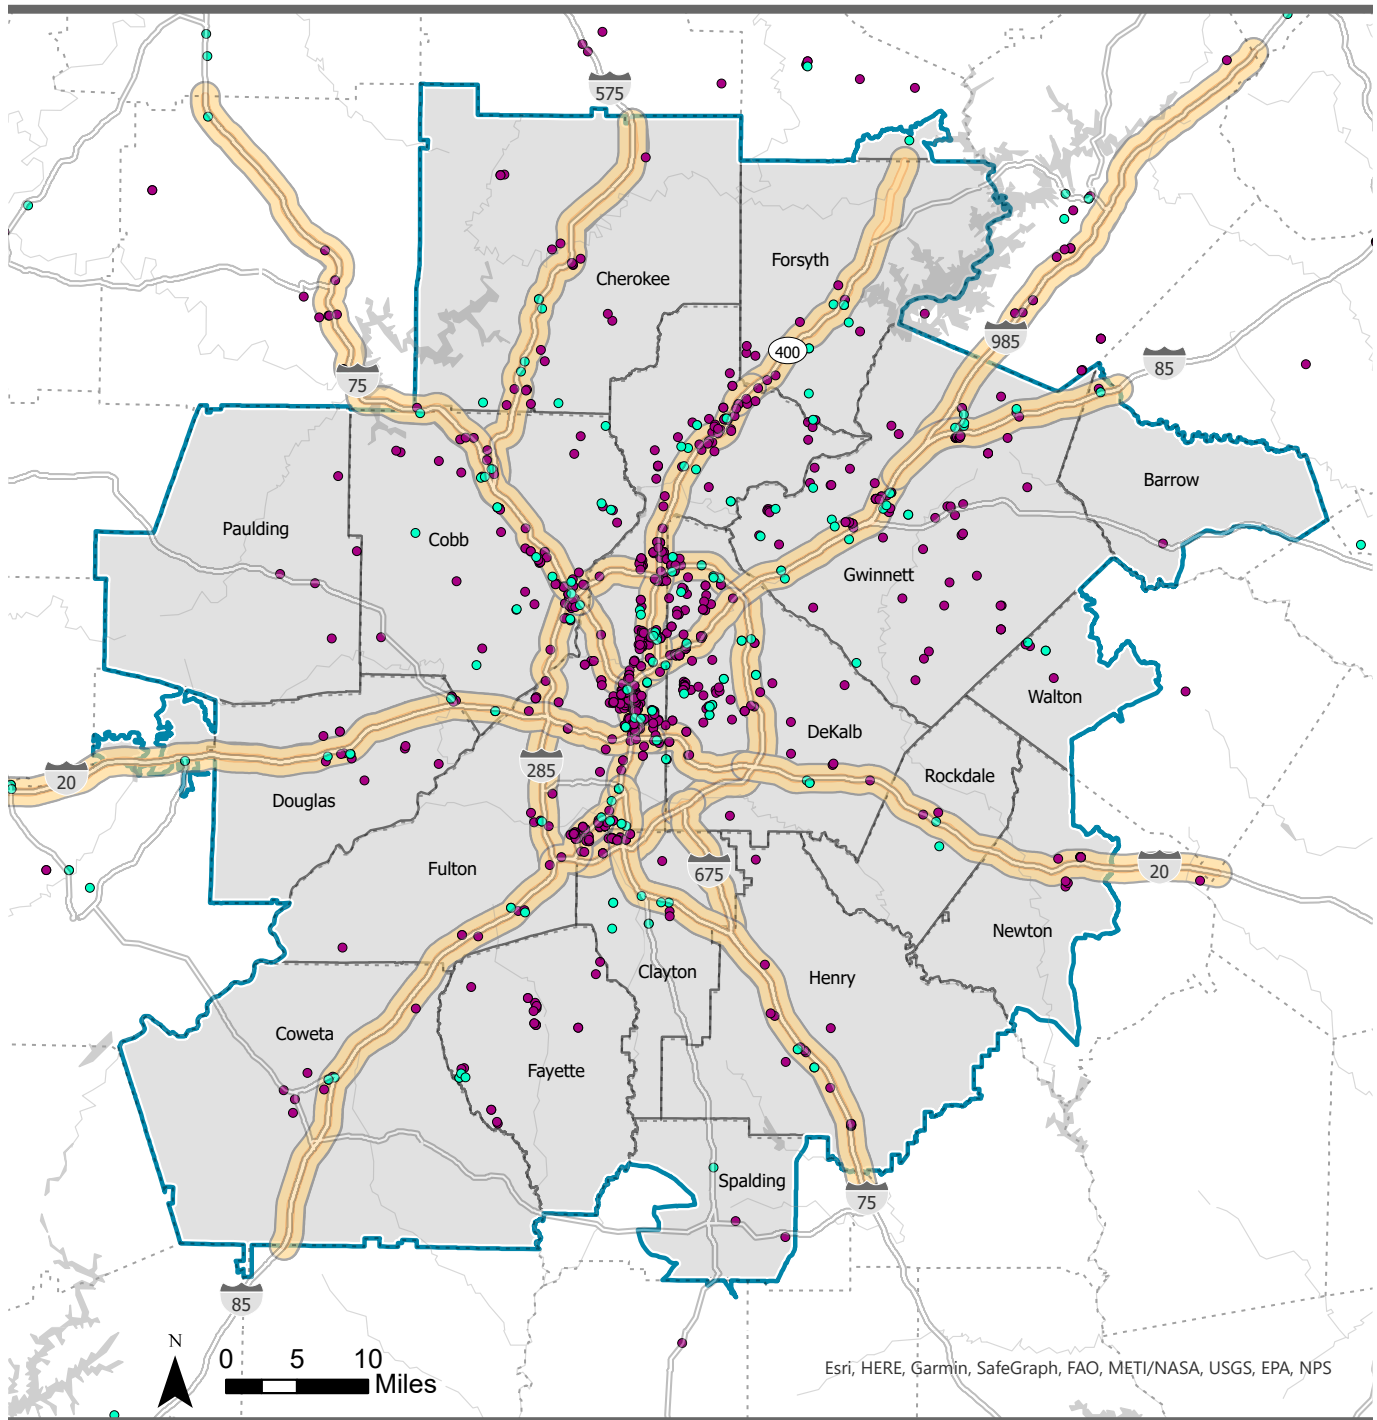 575
Forsyth
Cherokee
985
400
85
75
Barrow
Paulding
Cobb
Gwinnett
Walton
DeKalb
285
20
Rockdale
Douglas
Fulton
675
20
Newton
Clayton
Henry
Coweta
Fayette
Spalding
75
85
N
0 5 10
Miles
Esri, HERE, Garmin, SafeGraph, FAO, METI/NASA, USGS, EPA, NPS